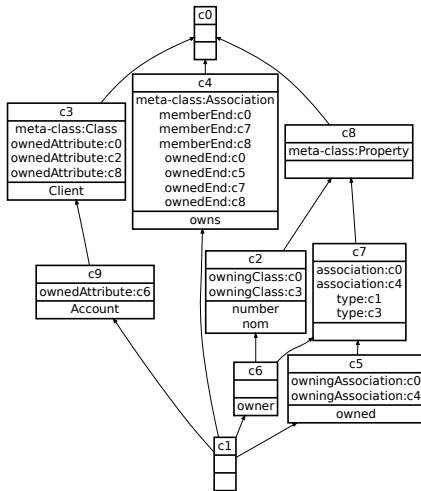 c0
c4
meta-class:Association
memberEnd:c0
memberEnd:c7
memberEnd:c8
ownedEnd:c0
ownedEnd:c5
ownedEnd:c7
ownedEnd:c8
owns
c3
meta-class:Class
ownedAttribute:c0
ownedAttribute:c2
ownedAttribute:c8
Client
c8
meta-class:Property
c9
ownedAttribute:c6
Account
c2
owningClass:c0
owningClass:c3
number
nom
c7
association:c0
association:c4
type:c1
type:c3
c6
owner
c5
owningAssociation:c0
owningAssociation:c4
owned
c1